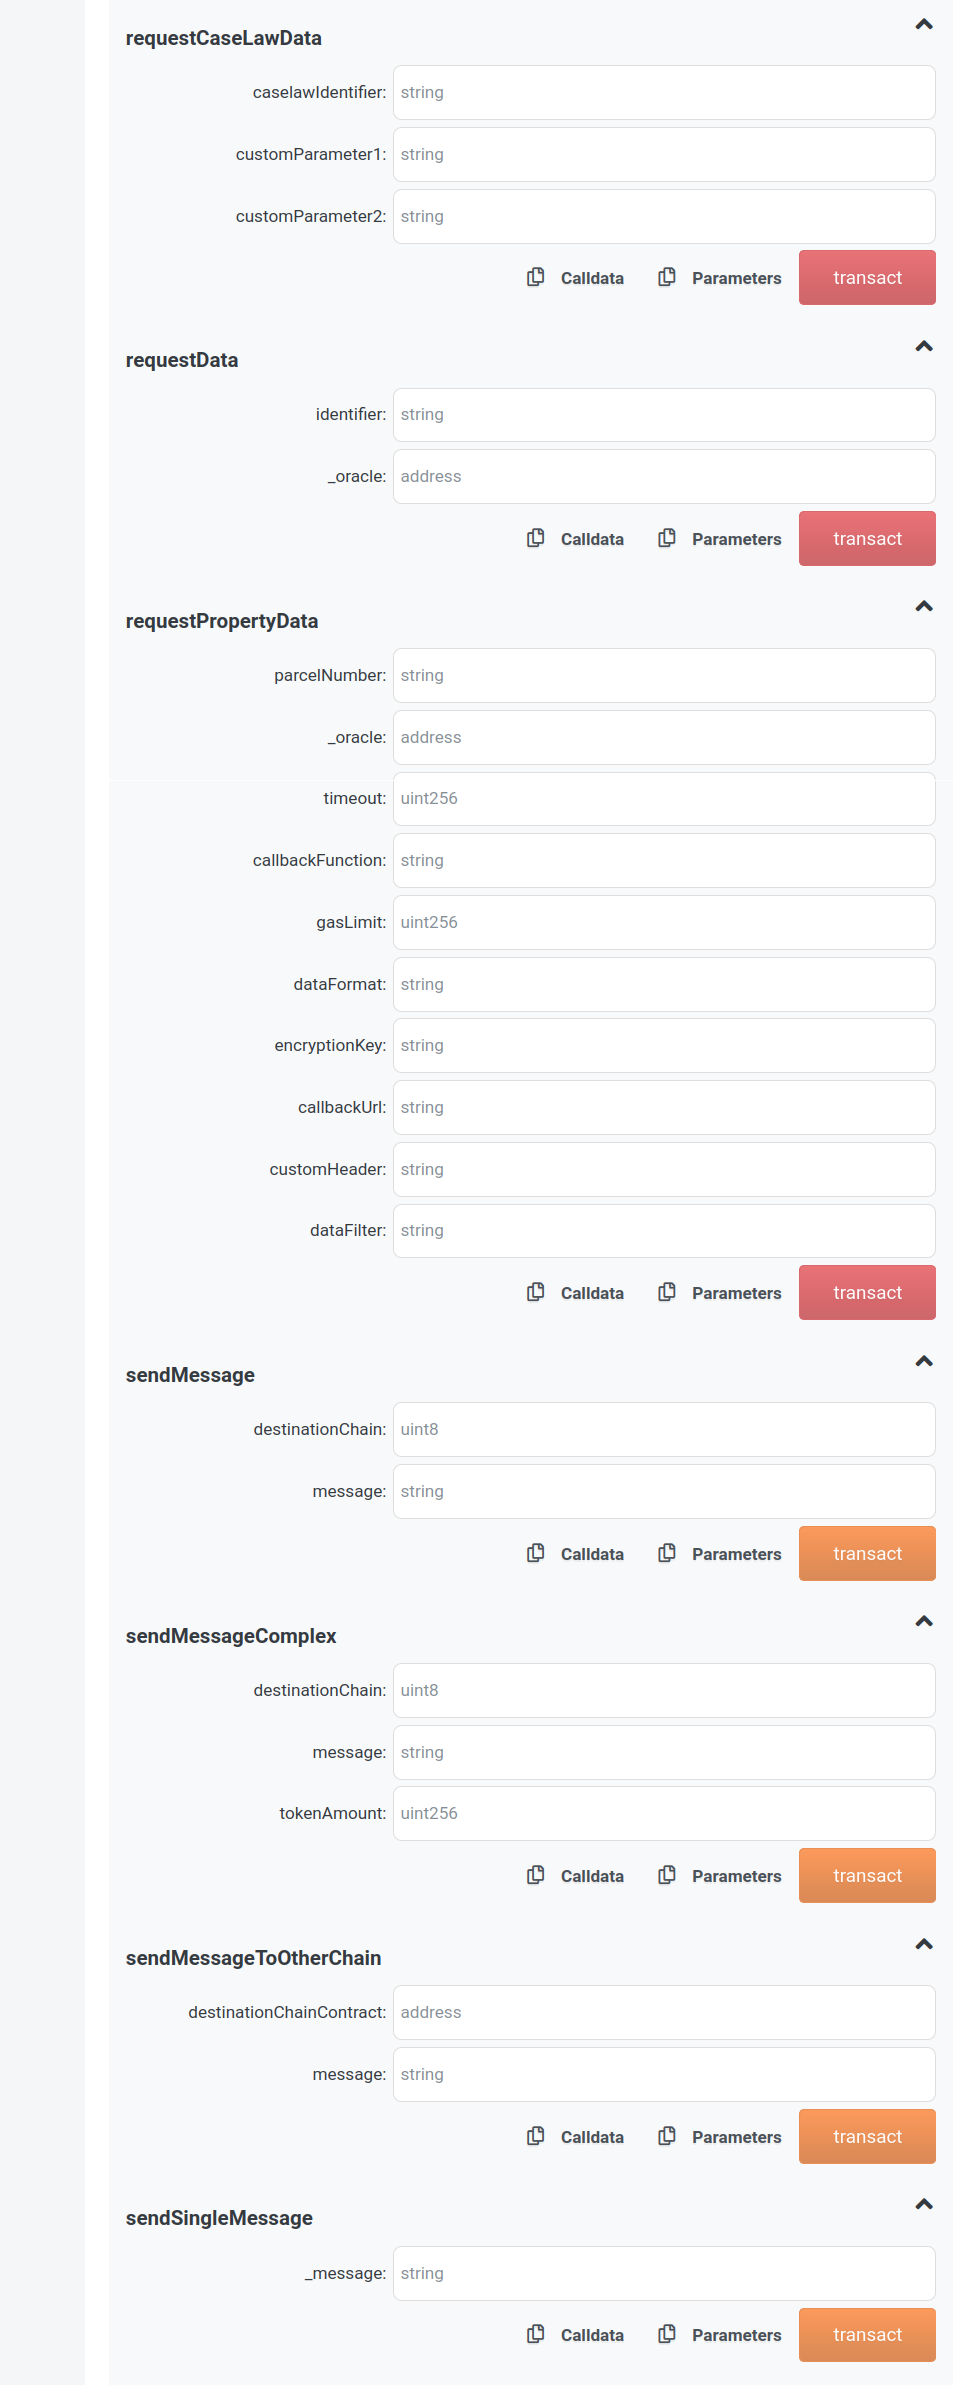 requestCaseLawData
caselawIdentifier: string
customParameter1: string
customParameter2: string
Calldata Parameters transact
requestData
identifier: string
_oracle: address
Calldata Parameters transact
requestPropertyData
parcelNumber: string
_oracle: address
timeout: uint256
callbackFunction: string
gasLimit: uint256
dataFormat: string
encryptionKey: string
callbackUrl: string
customHeader: string
dataFilter: string
Calldata Parameters transact
sendMessage
destinationChain: uint8
message: string
Calldata Parameters transact
sendMessageComplex
destinationChain: uint8
message: string
tokenAmount: uint256
Calldata Parameters transact
sendMessageToOtherChain
destinationChainContract: address
message: string
Calldata Parameters transact
sendSingleMessage
_message: string
Calldata Parameters transact